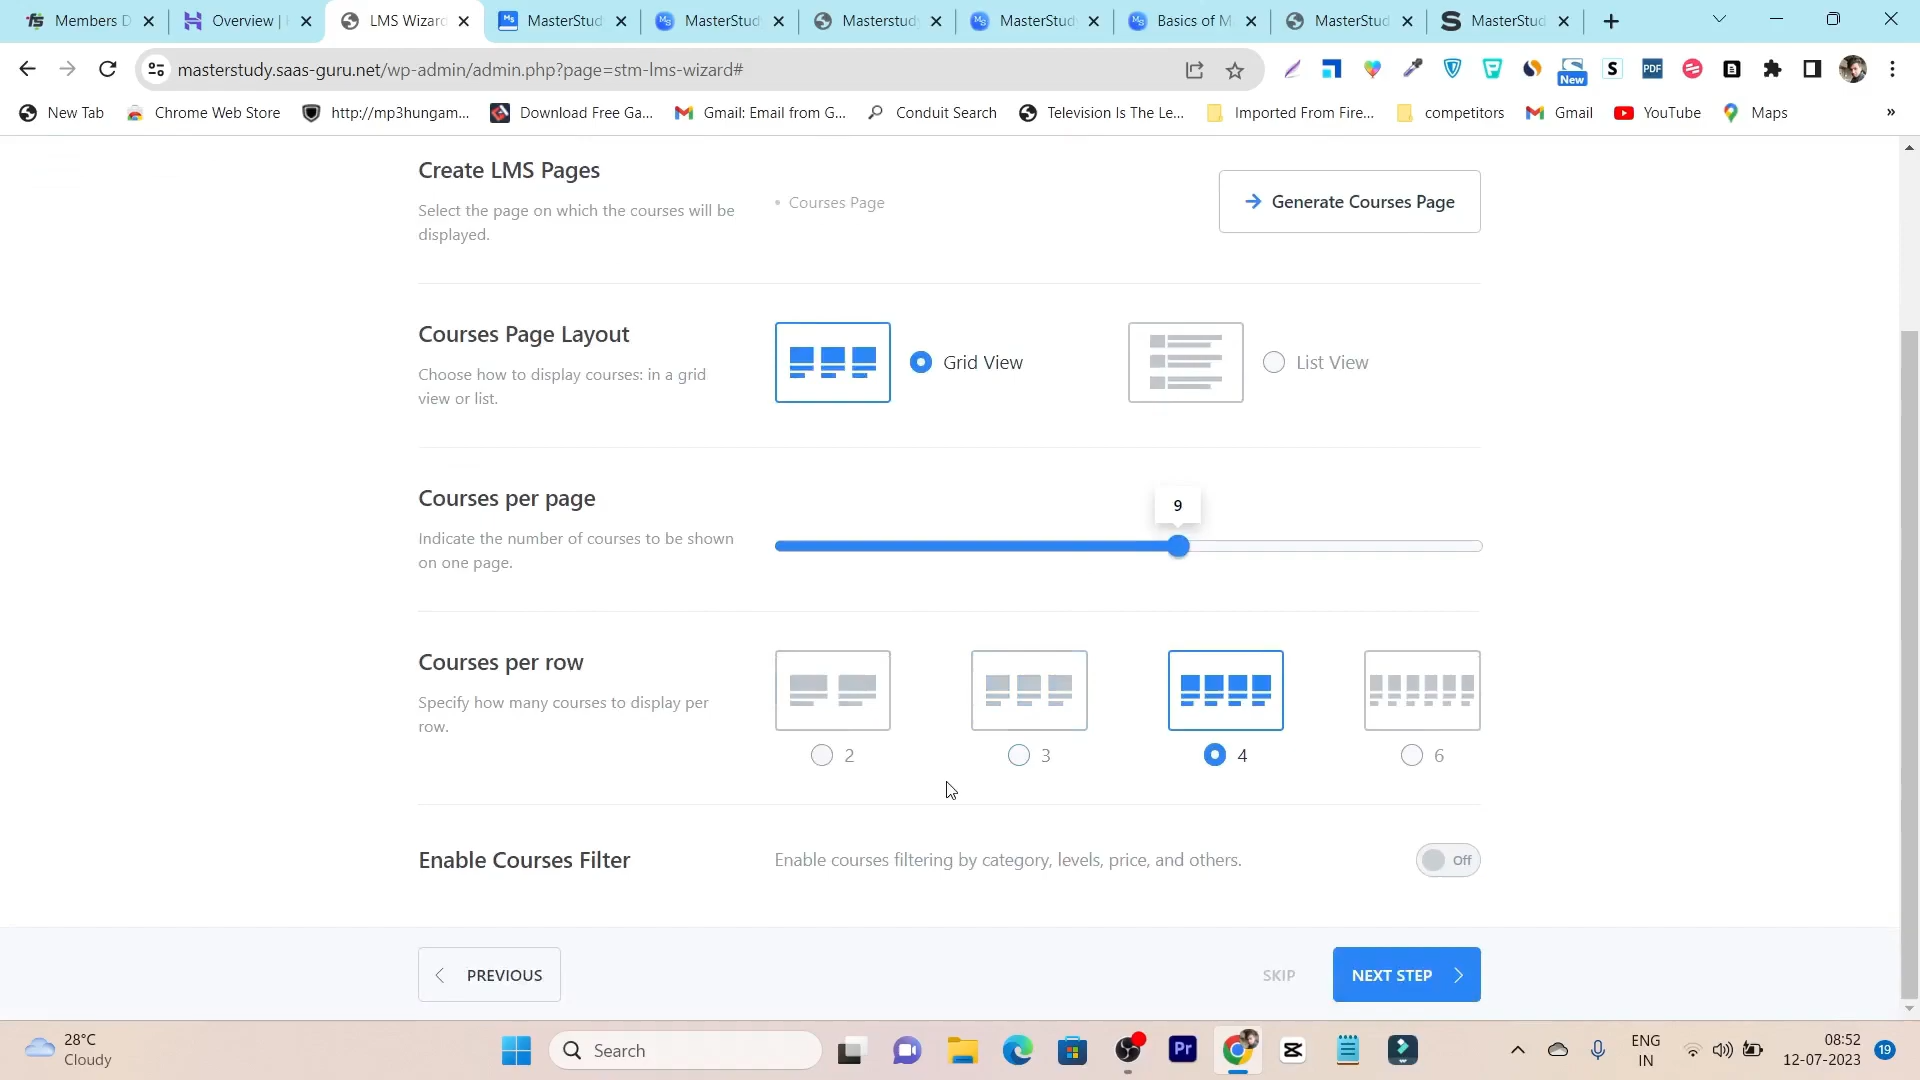 Members D
Overview |
LMS Wizard
MasterStud
MasterStud
Masterstud
MasterStud
Basics of M
MasterStud
MasterStud
masterstudy.saas-guru.net/wp-admin/admin.php?page=stm-lms-wizard#
New
PDF
New Tab
Chrome Web Store
http://mp3hungam...
Download Free Ga...
Gmail: Email from G...
Conduit Search
Television Is The Le...
Imported From Fire...
competitors
Gmail
YouTube
Maps
»
Create LMS Pages
Select the page on which the courses will be
displayed.
• Courses Page
Generate Courses Page
Courses Page Layout
Choose how to display courses: in a grid
view or list.
Grid View
List View
Courses per page
Indicate the number of courses to be shown
on one page.
9
Courses per row
Specify how many courses to display per
row.
2
3
4
6
Enable Courses Filter
Enable courses filtering by category, levels, price, and others.
Off
PREVIOUS
SKIP
NEXT STEP
28°C
Cloudy
Search
Pr
ENG
IN
08:52
12-07-2023
19